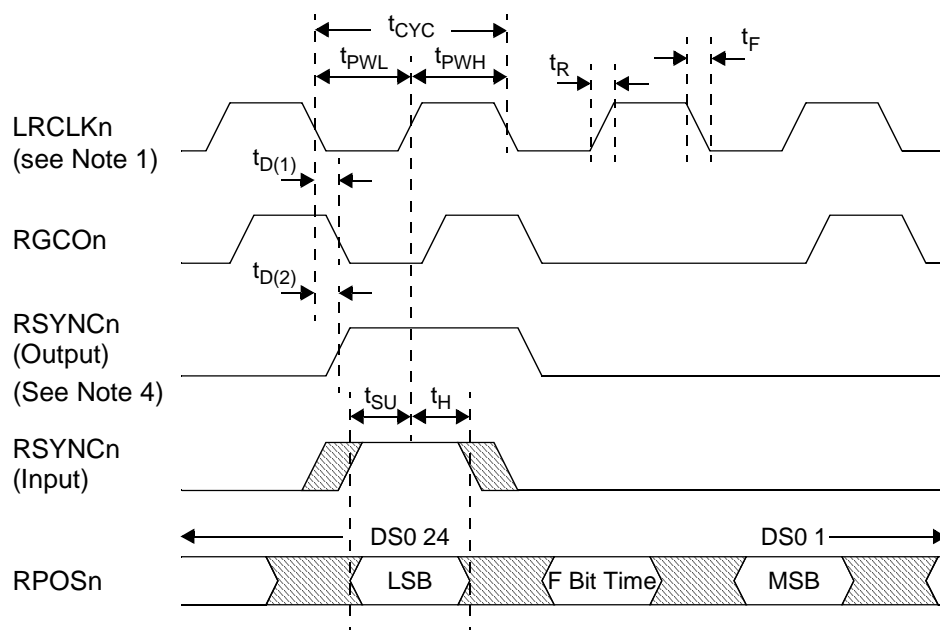 tCYC
tPWL
tPWH
tR
tF
LRCLKn
(see Note 1)
tD(1)
RGCOn
tD(2)
RSYNCn
(Output)
(See Note 4)
tSU
tH
RSYNCn
(Input)
DS0 24
DS0 1
RPOSn
LSB
F Bit Time
MSB